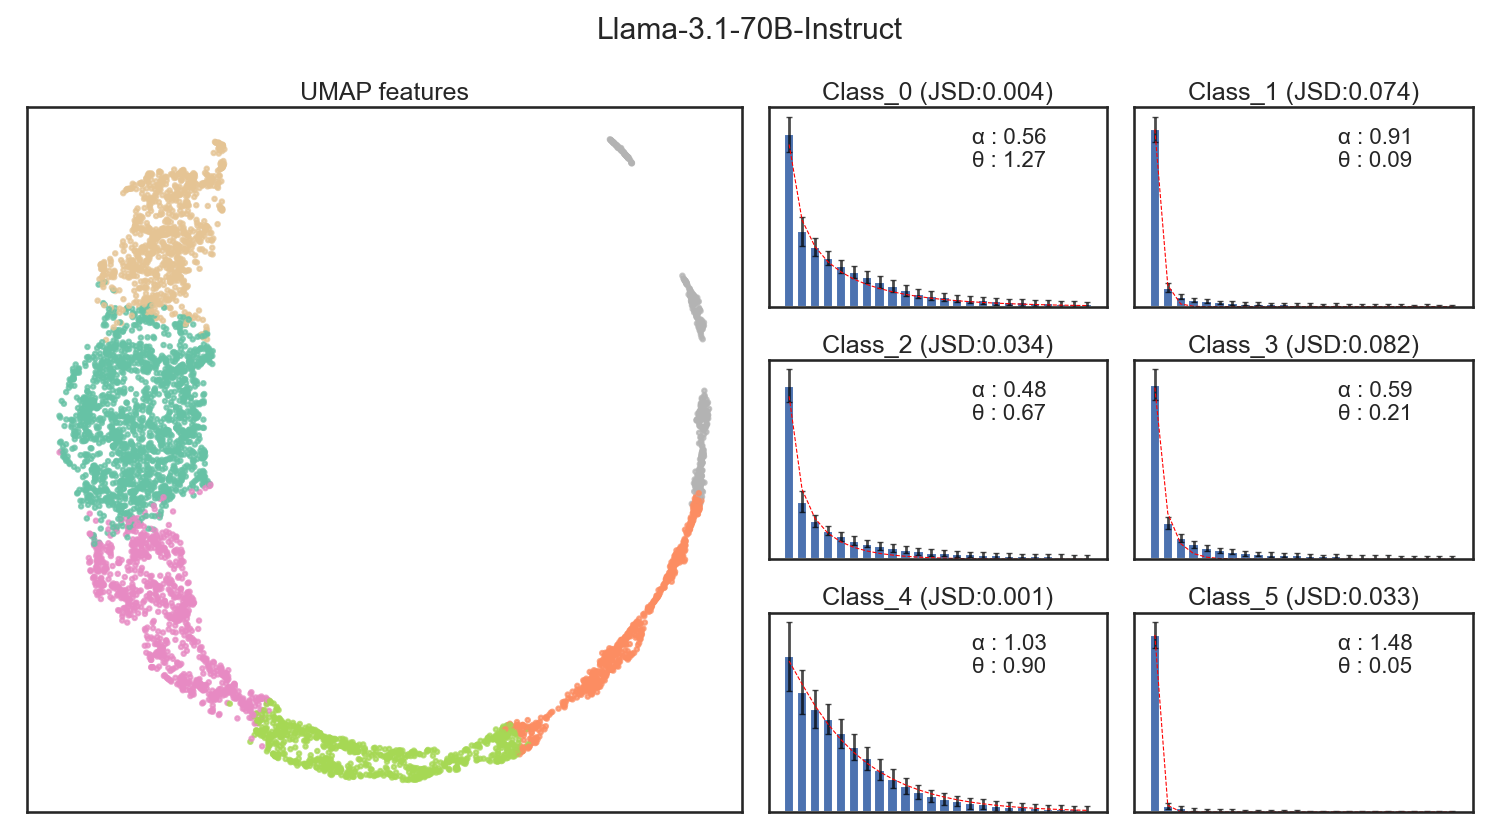 Llama-3.1-70B-Instruct
UMAP features
Class_0 (JSD:0.004)
α : 0.56
θ : 1.27
Class_1 (JSD:0.074)
α : 0.91
θ : 0.09
Class_2 (JSD:0.034)
α : 0.48
θ : 0.67
Class_3 (JSD:0.082)
α : 0.59
θ : 0.21
Class_4 (JSD:0.001)
α : 1.03
θ : 0.90
Class_5 (JSD:0.033)
α : 1.48
θ : 0.05